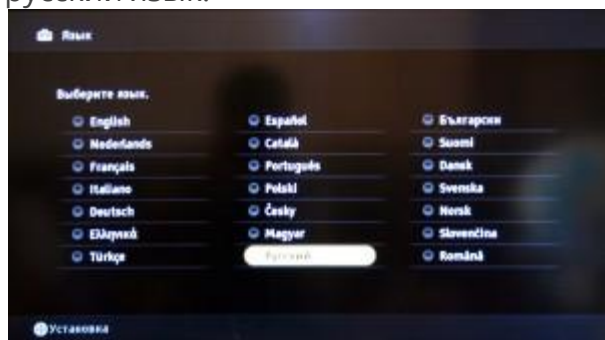 русский язык.
Язык
Выберите язык.
English Español Български
Nederlands Català Suomi
Français Português Dansk
Italiano Polski Svenska
Deutsch Česky Norsk
Ελληνικά Magyar Slovenčina
Türkçe Русский Română
Установка